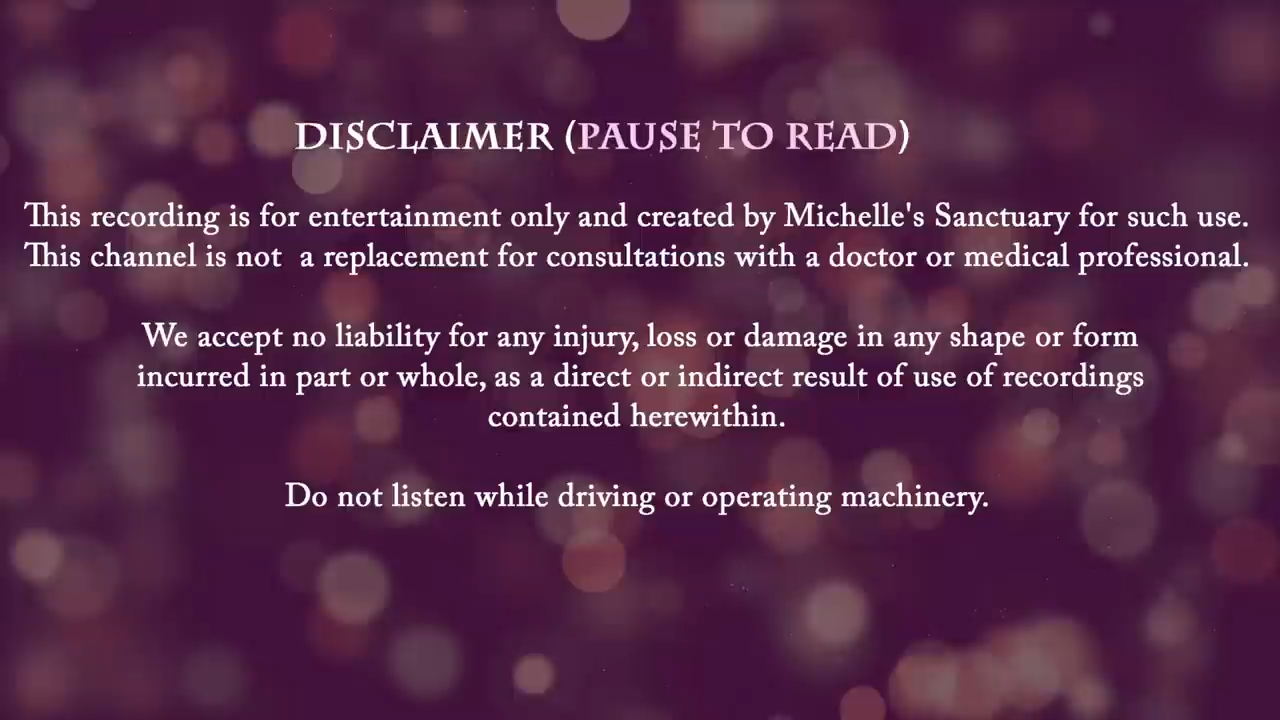 DISCLAIMER (PAUSE TO READ)
This recording is for entertainment only and created by Michelle's Sanctuary for such use.
This channel is not  a replacement for consultations with a doctor or medical professional.
We accept no liability for any injury, loss or damage in any shape or form
incurred in part or whole, as a direct or indirect result of use of recordings
contained herewithin.
Do not listen while driving or operating machinery.